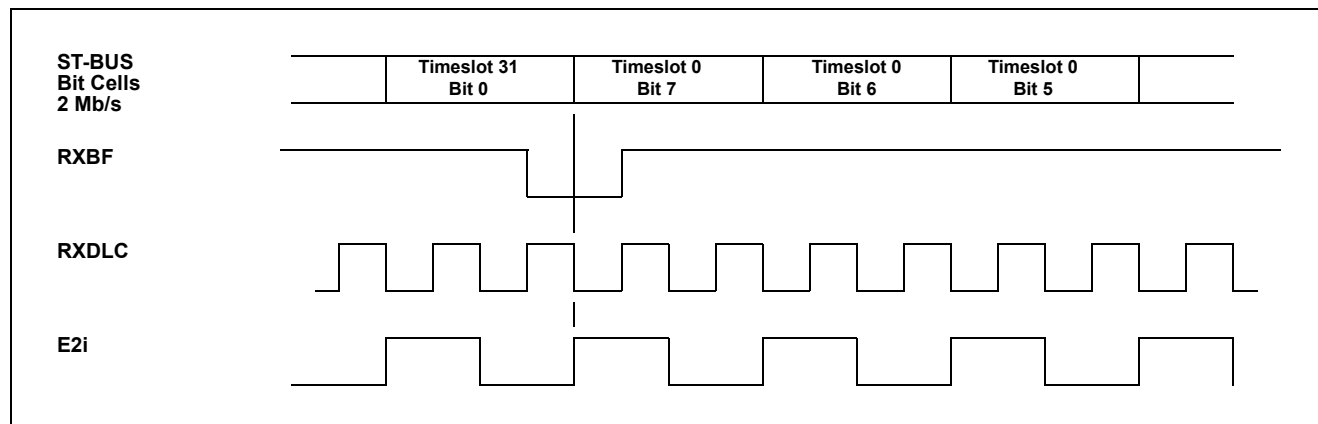 ST-BUS
Bit Cells
2 Mb/s
Timeslot 31
Bit 0
Timeslot 0
Bit 7
Timeslot 0
Bit 6
Timeslot 0
Bit 5
RXBF
RXDLC
E2i